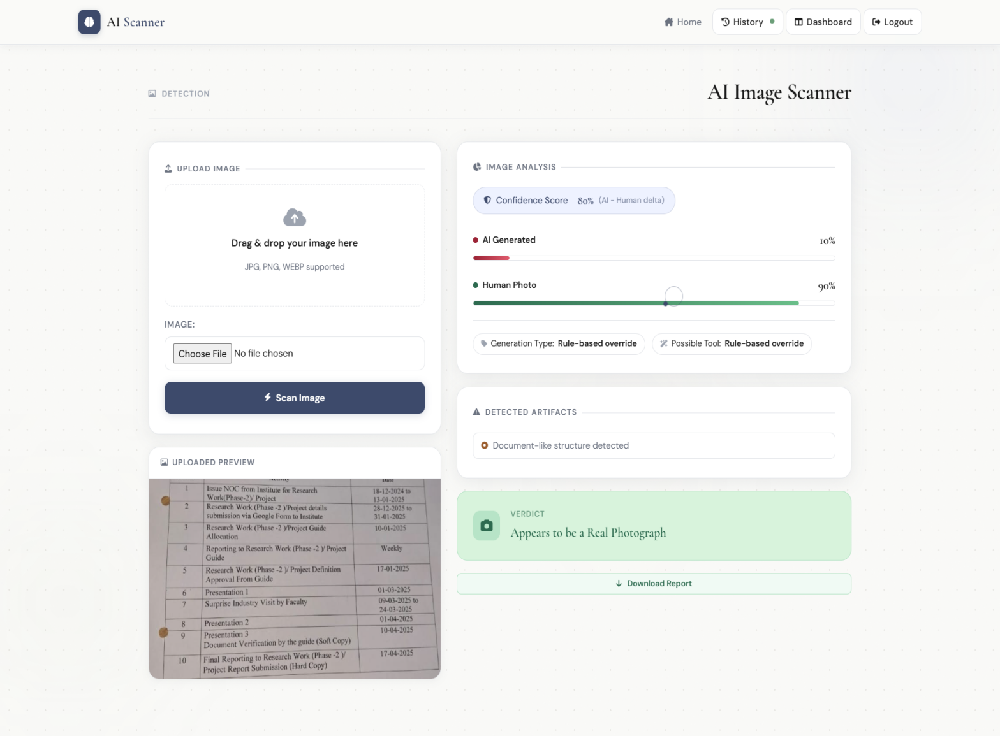 AI Scanner
Home
History
Dashboard
Logout
DETECTION
AI Image Scanner
UPLOAD IMAGE
Drag & drop your image here
JPG, PNG, WEBP supported
IMAGE:
Choose File No file chosen
Scan Image
UPLOADED PREVIEW
Date
1 Issue NOC from Institute for Research 18-12-2024 to
Work(Phase-2)/ Project 13-01-2025
2 Research Work (Phase -2 )/Project details 28-12-2025 to
submission via Google Form to Institute 31-01-2025
3 Research Work (Phase -2 )/Project Guide 10-01-2025
Allocation
4 Reporting to Research Work (Phase -2 )/ Project Weekly
Guide
5 Research Work (Phase -2 )/ Project Definition 17-01-2025
Approval From Guide
6 Presentation 1 01-03-2025
7 Surprise Industry Visit by Faculty 09-03-2025 to
24-03-2025
8 Presentation 2 01-04-2025
9 Presentation 3 10-04-2025
Document Verification by the guide (Soft Copy)
10 Final Reporting to Research Work (Phase -2 )/ 17-04-2025
Project Report Submission (Hard Copy)
IMAGE ANALYSIS
Confidence Score 80% (AI - Human delta)
AI Generated 10%
Human Photo 90%
Generation Type: Rule-based override
Possible Tool: Rule-based override
DETECTED ARTIFACTS
Document-like structure detected
VERDICT
Appears to be a Real Photograph
Download Report